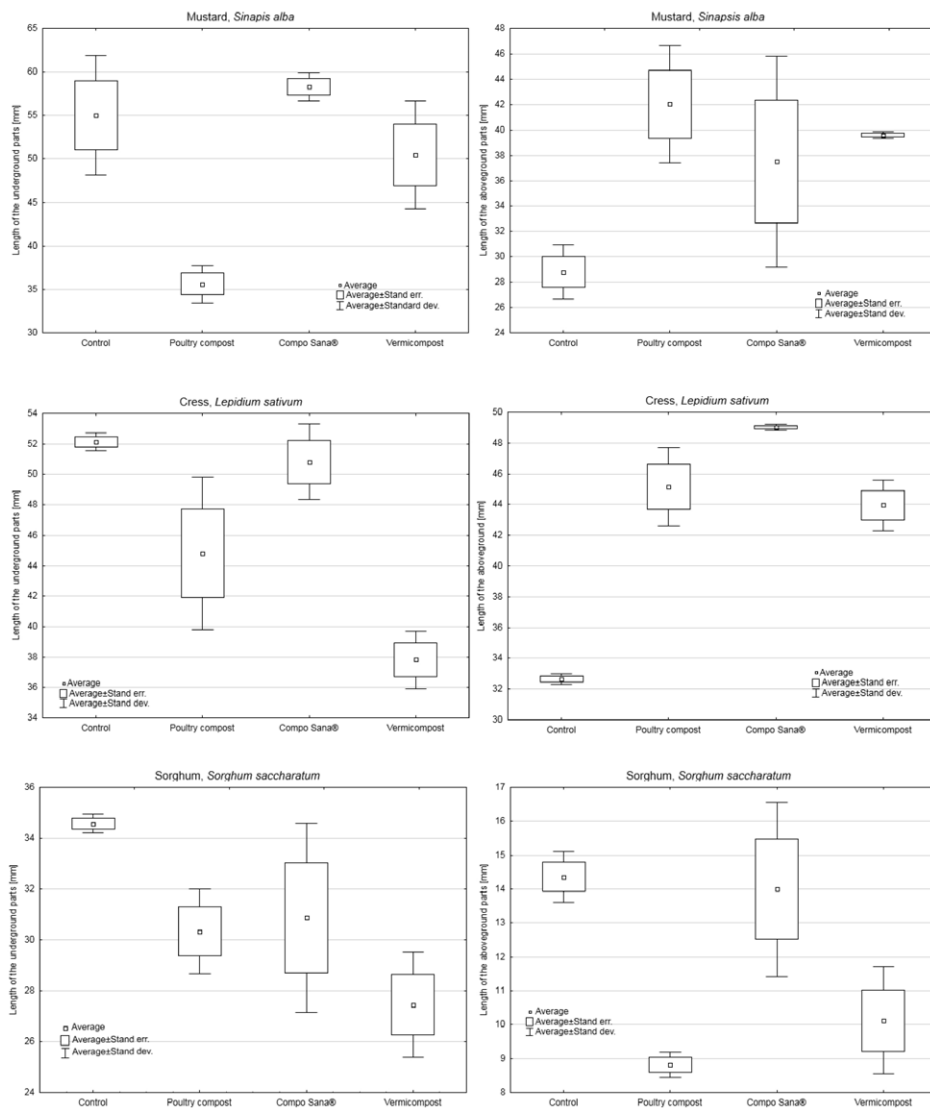 Mustard, Sinapis alba
Length of the underground parts [mm]
65
60
55
50
45
40
35
30
Average
Average±Stand err.
Average±Standard dev.
Control Poultry compost Compo Sana® Vermicompost
Mustard, Sinapsis alba
Length of the aboveground parts [mm]
48
46
44
42
40
38
36
34
32
30
28
26
24
Average
Average±Stand err.
Average±Stand dev.
Control Poultry compost Compo Sana® Vermicompost
Cress, Lepidium sativum
Length of the underground parts [mm]
54
52
50
48
46
44
42
40
38
36
34
Average
Average±Stand err.
Average±Stand dev.
Control Poultry compost Compo Sana® Vermicompost
Cress, Lepidium sativum
Length of the aboveground [mm]
50
48
46
44
42
40
38
36
34
32
30
Average
Average±Stand err.
Average±Stand dev.
Control Poultry compost Compo Sana® Vermicompost
Sorghum, Sorghum saccharatum
Length of the underground parts [mm]
36
34
32
30
28
26
24
Average
Average±Stand err.
Average±Stand dev.
Control Poultry compost Compo Sana® Vermicompost
Sorghum, Sorghum saccharatum
Length of the aboveground parts [mm]
17
16
15
14
13
12
11
10
9
8
Average
Average±Stand err.
Average±Stand dev.
Control Poultry compost Compo Sana® Vermicompost